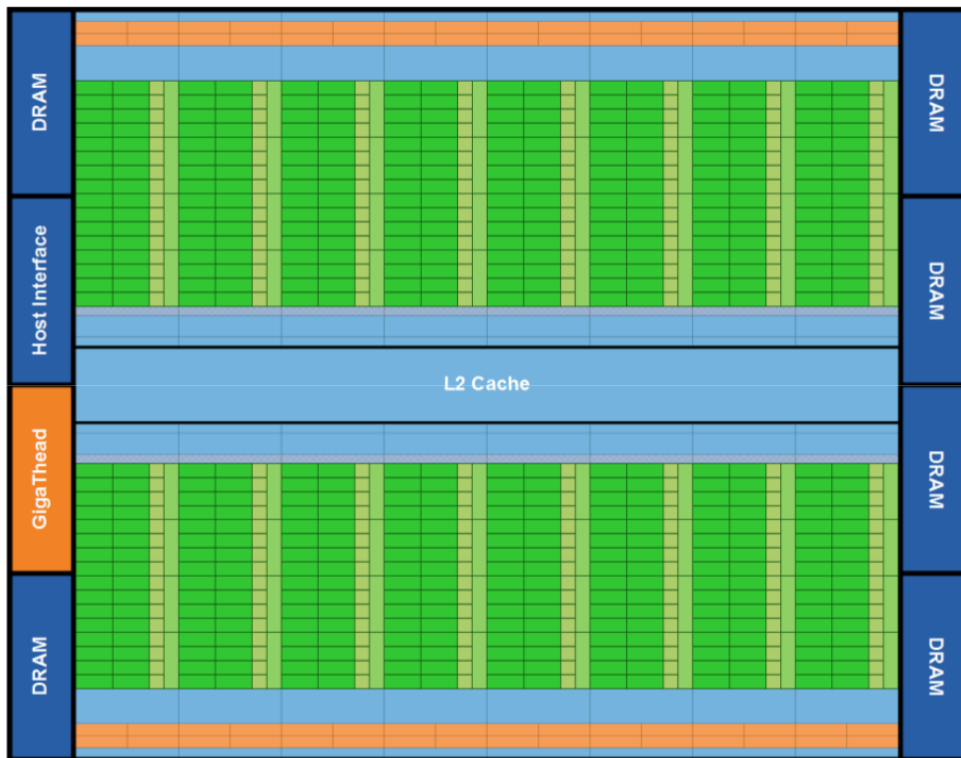 DRAM
Host Interface
GigaThead
DRAM
L2 Cache
DRAM
DRAM
DRAM
DRAM